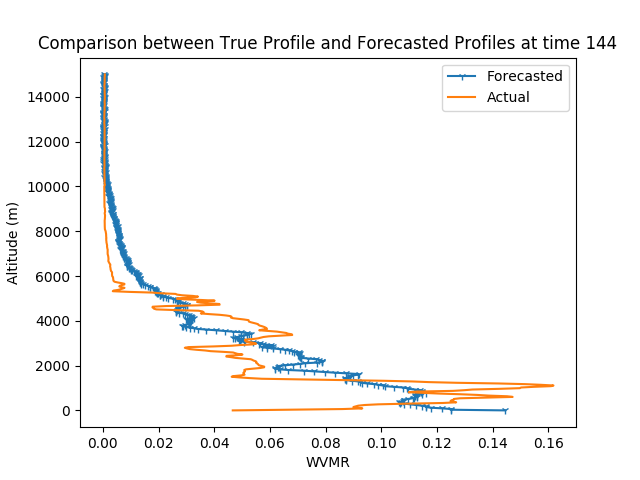 Comparison between True Profile and Forecasted Profiles at time 144
Forecasted
Actual
14000
12000
10000
8000
6000
4000
2000
0
Altitude (m)
0.00 0.02 0.04 0.06 0.08 0.10 0.12 0.14 0.16
WVMR